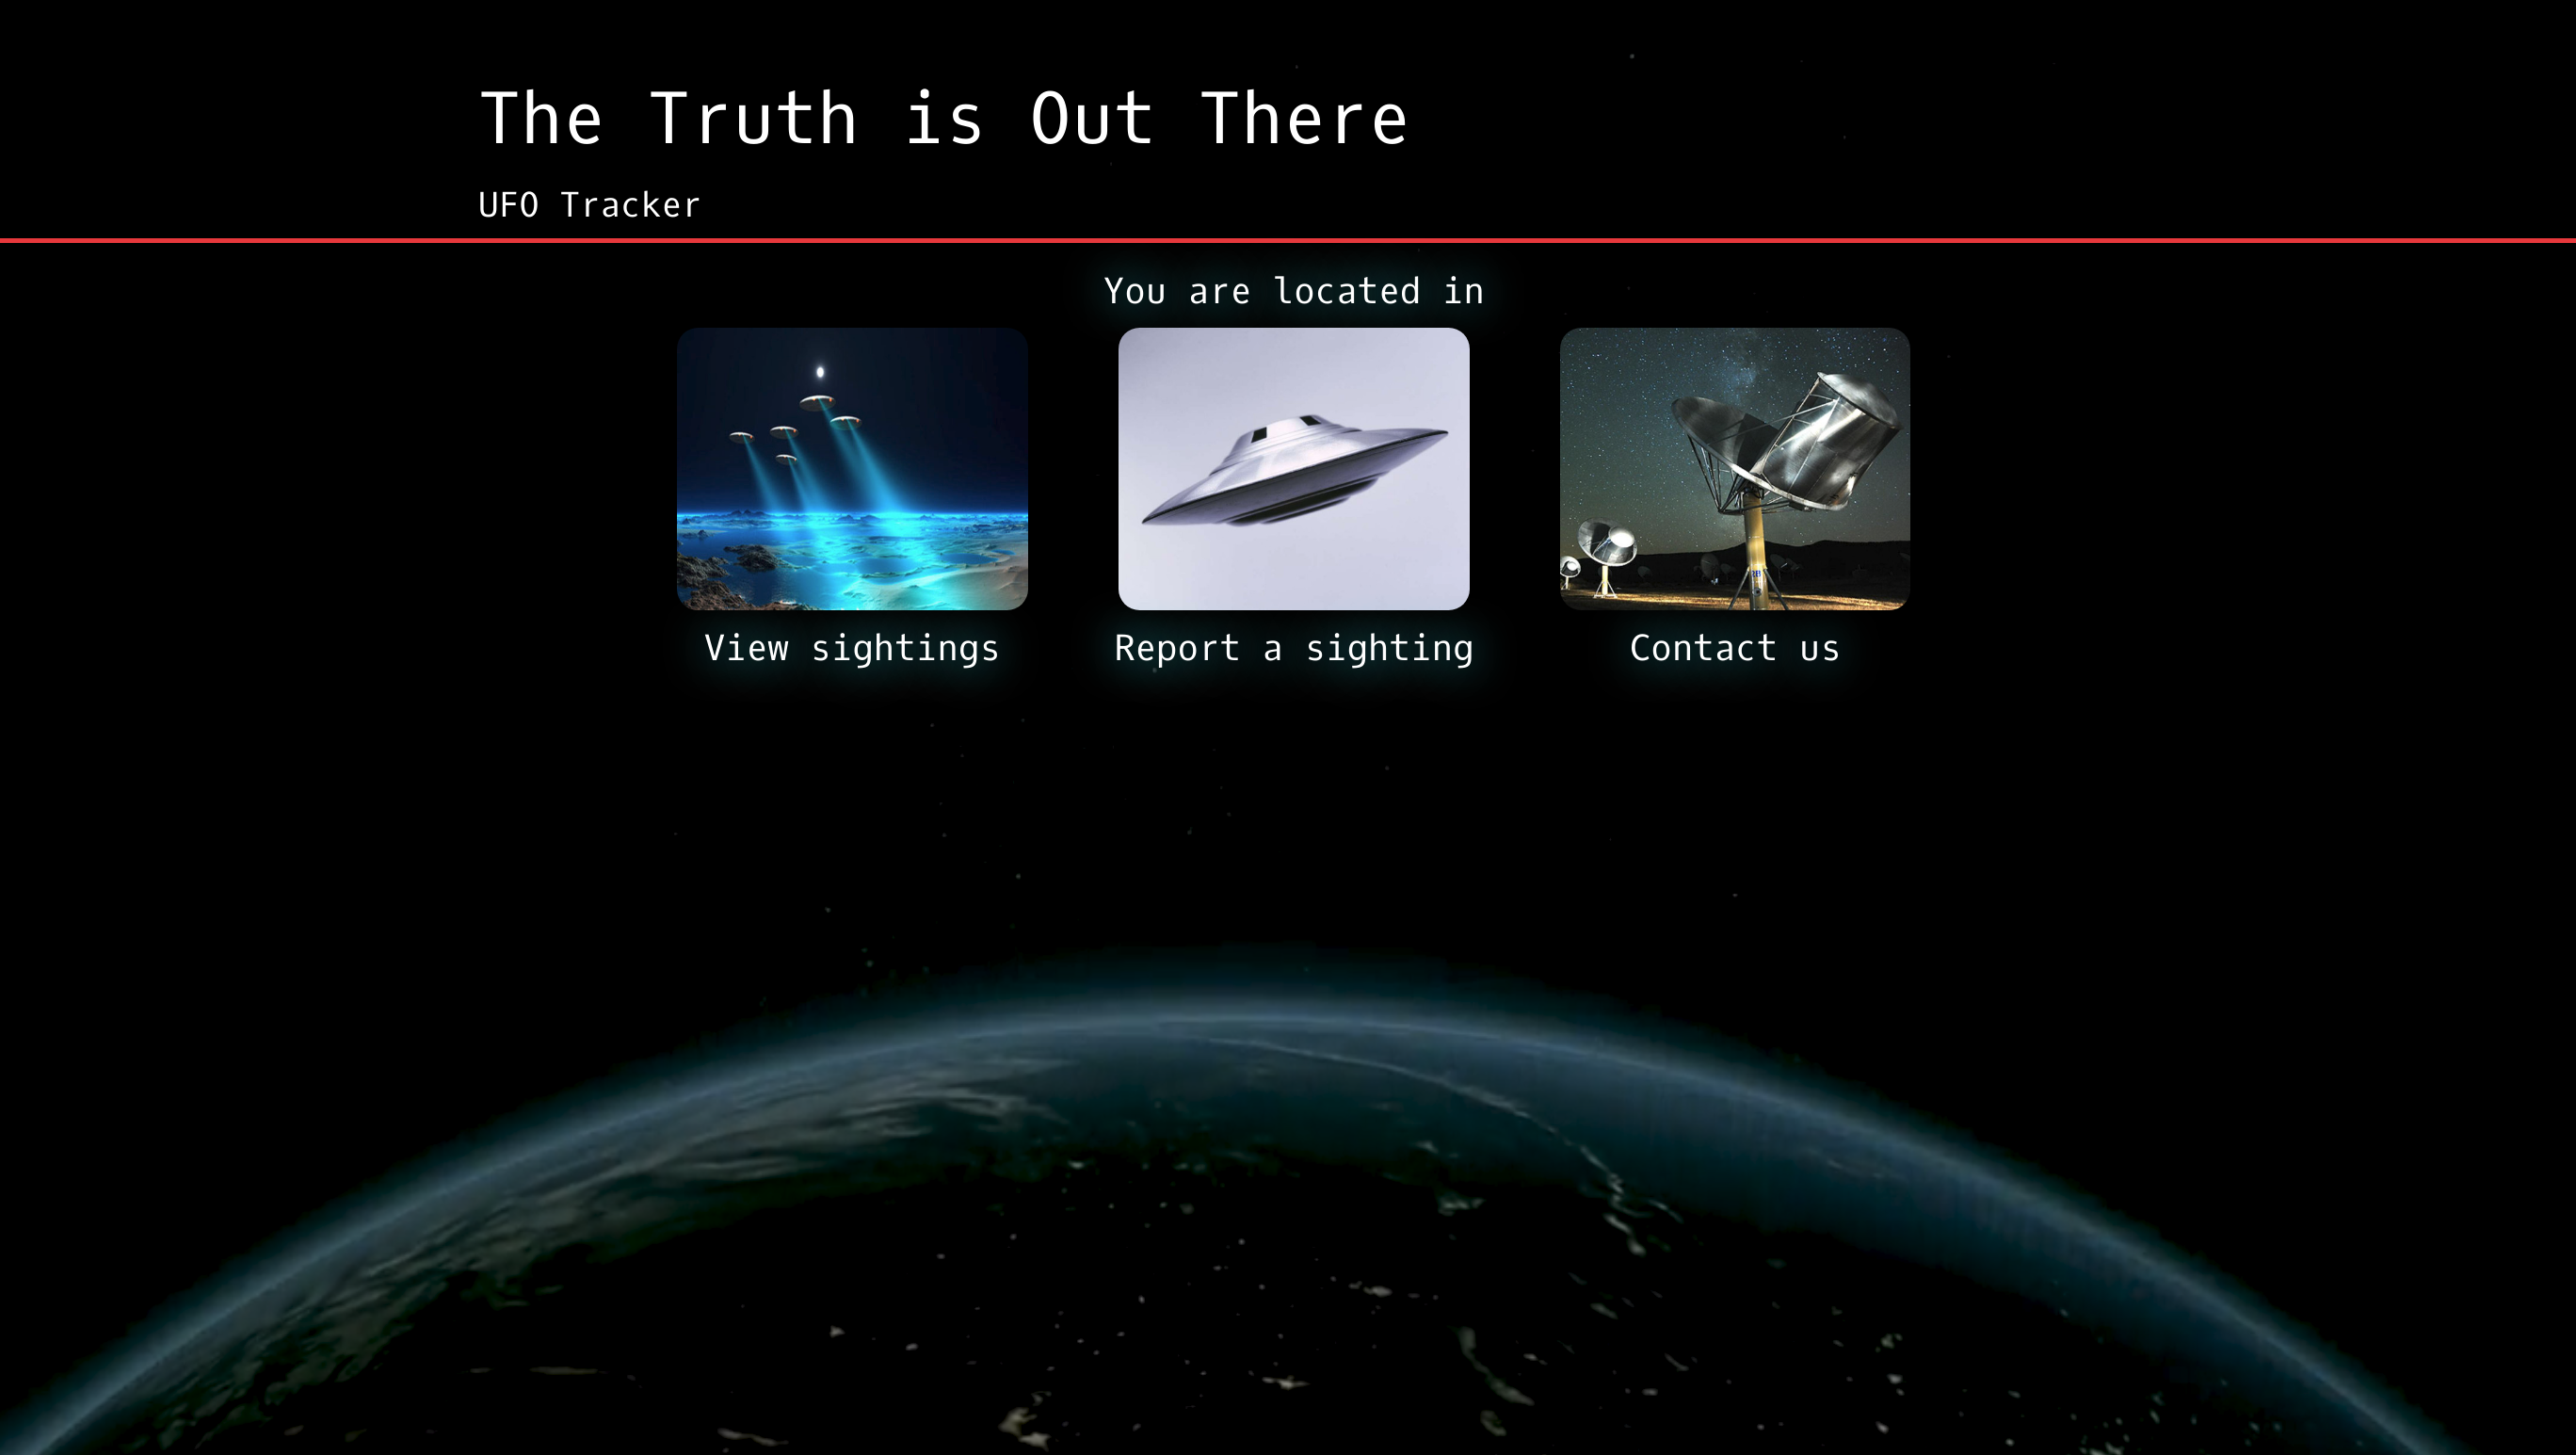 The Truth is Out There
UFO Tracker
You are located in
View sightings
Report a sighting
Contact us